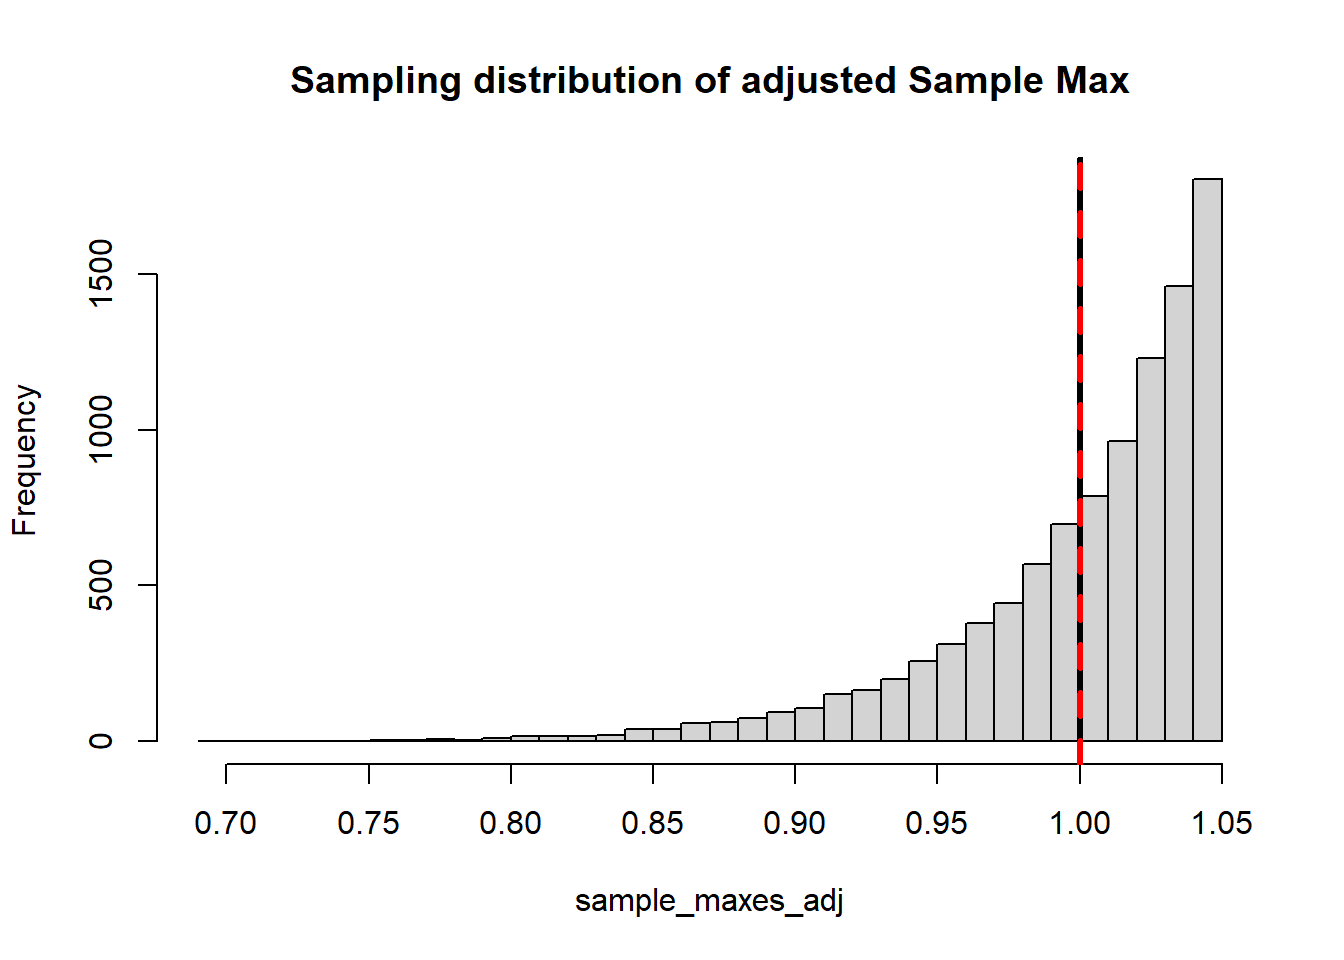 Sampling distribution of adjusted Sample Max
Frequency
1500
1000
500
0
0.70 0.75 0.80 0.85 0.90 0.95 1.00 1.05
sample_maxes_adj